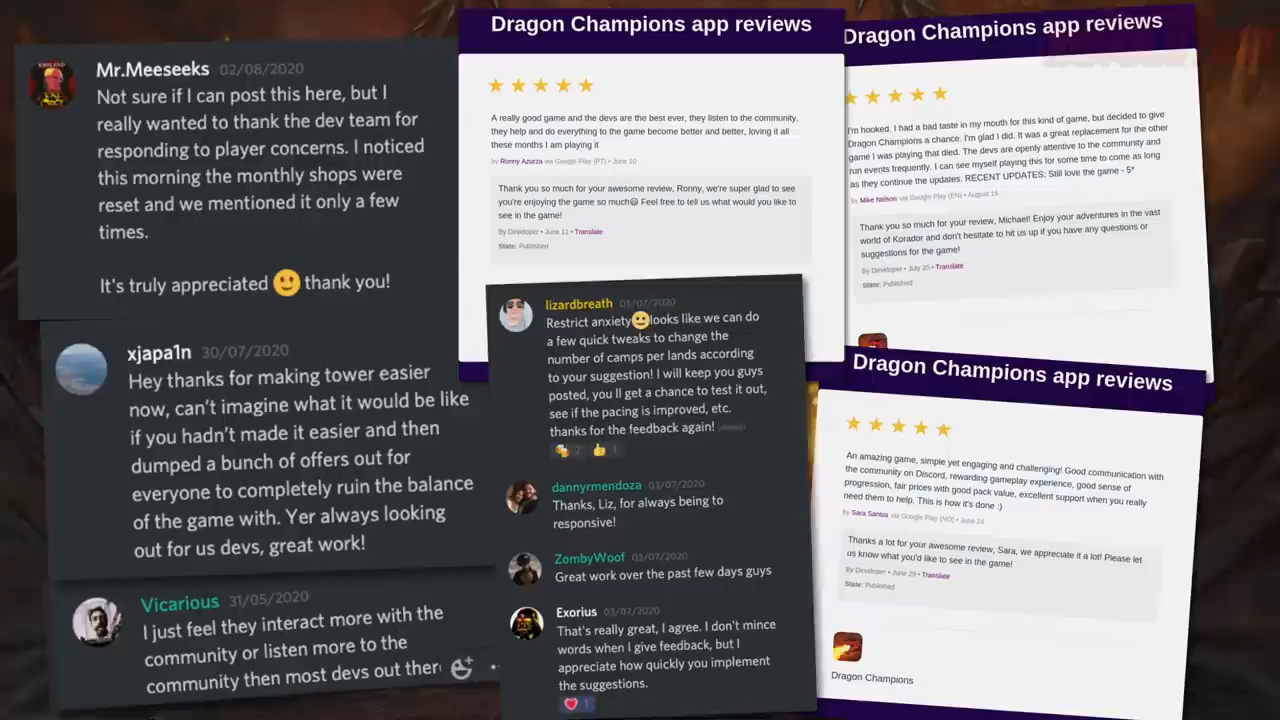 Mr.Meeseeks 02/08/2020
Not sure if I can post this here, but I
really wanted to thank the dev team for
responding to player concerns. I noticed
this morning the monthly shops were
reset and we mentioned it only a few
times.
It's truly appreciated thank you!
xjapa1n 30/07/2020
Hey thanks for making tower easier
now, can't imagine what it would be like
if you hadn't made it easier and then
dumped a bunch of offers out for
everyone to completely ruin the balance
of the game with. Yer always looking
out for us devs, great work!
Vicarious 31/05/2020
I just feel they interact more with the
community or listen more to the
community then most devs out ther
Dragon Champions app reviews
A really good game and the devs are the best ever, they listen to the community,
they help and do everything to the game become better and better, loving it all
these months I am playing it
by Ronny Azurza via Google Play (PT) • June 10
Thank you so much for your awesome review, Ronny, we're super glad to see
you're enjoying the game so much😃 Feel free to tell us what would you like to
see in the game!
By Developer • June 11 • Translate
State: Published
lizardbreath 03/07/2020
Restrict anxiety looks like we can do
a few quick tweaks to change the
number of camps per lands according
to your suggestion! I will keep you guys
posted, you ll get a chance to test it out,
see if the pacing is improved, etc.
thanks for the feedback again! (edited)
2 1
dannyrmendoza 03/07/2020
Thanks, Liz, for always being to
responsive!
ZombyWoof 03/07/2020
Great work over the past few days guys
Exorius 03/07/2020
That's really great, I agree. I don't mince
words when I give feedback, but I
appreciate how quickly you implement
the suggestions.
1
Dragon Champions app reviews
I'm hooked. I had a bad taste in my mouth for this kind of game, but decided to give
Dragon Champions a chance. I'm glad I did. It was a great replacement for the other
game I was playing that died. The devs are openly attentive to the community and
run events frequently. I can see myself playing this for some time to come as long
as they continue the updates. RECENT UPDATES: Still love the game - 5*
by Mike Nelson via Google Play (EN) • August 15
Thank you so much for your review, Michael! Enjoy your adventures in the vast
world of Korador and don't hesitate to hit us up if you have any questions or
suggestions for the game!
By Developer • July 20 • Translate
State: Published
Dragon Champions app reviews
An amazing game, simple yet engaging and challenging! Good communication with
the community on Discord, rewarding gameplay experience, good sense of
progression, fair prices with good pack value, excellent support when you really
need them to help. This is how it's done :)
by Sara Santos via Google Play (NO) • June 24
Thanks a lot for your awesome review, Sara, we appreciate it a lot! Please let
us know what you'd like to see in the game!
By Developer • June 29 • Translate
State: Published
Dragon Champions